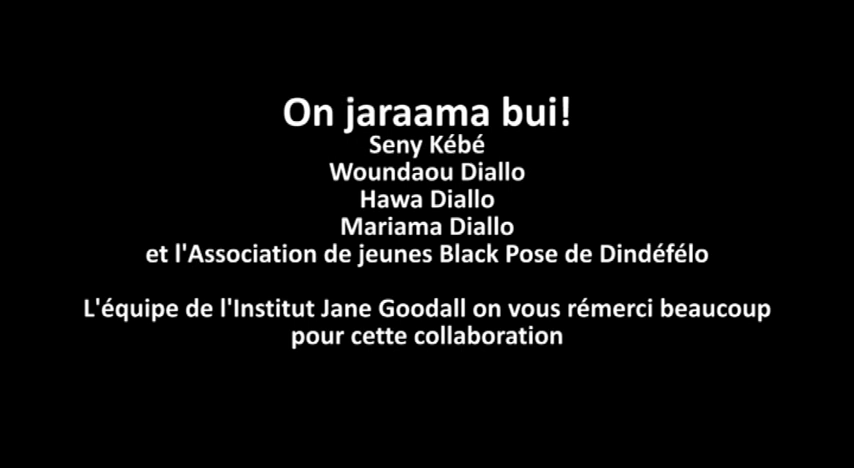 On jaraama bui!
Seny Kébé
Woundaou Diallo
Hawa Diallo
Mariama Diallo
et l'Association de jeunes Black Pose de Dindéfélo
L'équipe de l'Institut Jane Goodall on vous rémerci beaucoup
pour cette collaboration